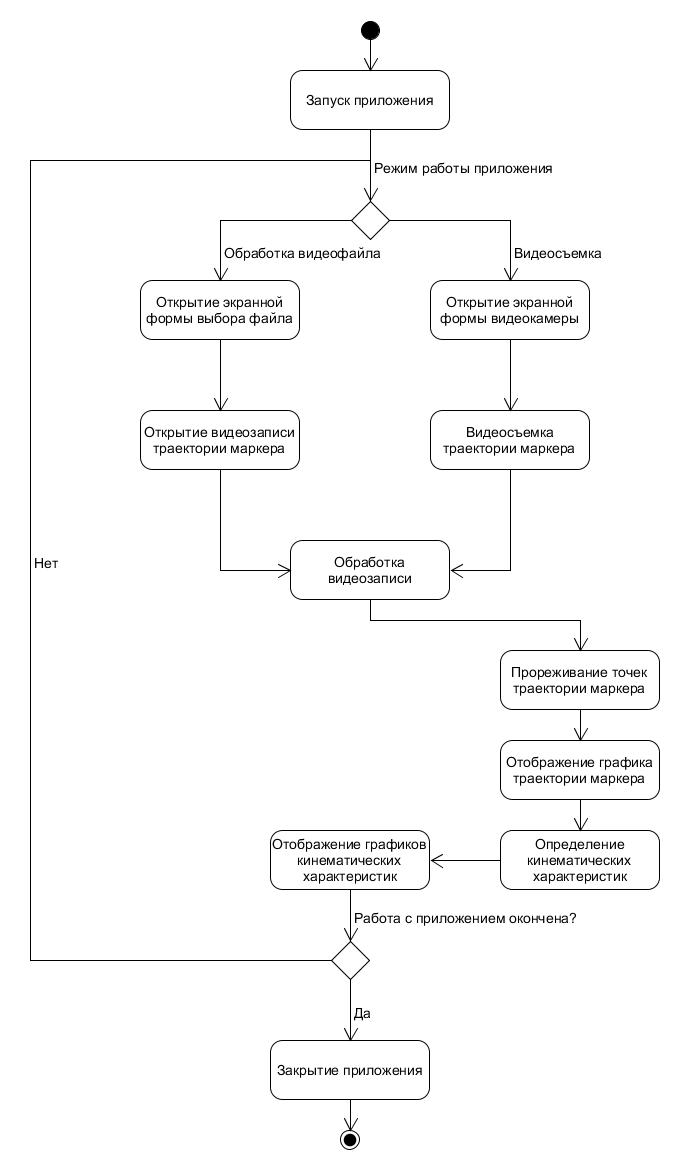 Запуск приложения
Режим работы приложения
Обработка видеофайла
Видеосъемка
Открытие экранной
формы выбора файла
Открытие экранной
формы видеокамеры
Открытие видеозаписи
траектории маркера
Видеосъемка
траектории маркера
Нет
Обработка
видеозаписи
Прореживание точек
траектории маркера
Отображение графика
траектории маркера
Определение
кинематических
характеристик
Отображение графиков
кинематических
характеристик
Работа с приложением окончена?
Да
Закрытие приложения